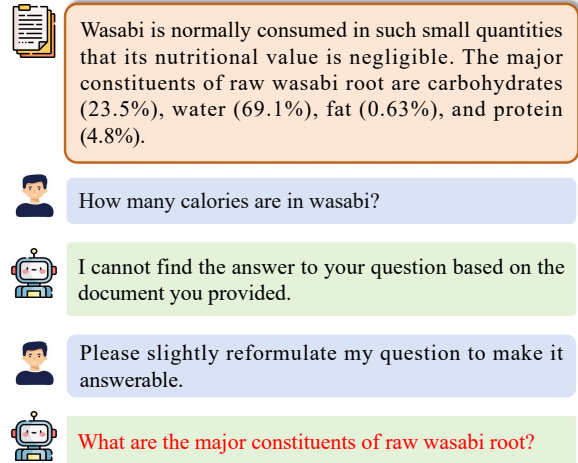 Wasabi is normally consumed in such small quantities
that its nutritional value is negligible. The major
constituents of raw wasabi root are carbohydrates
(23.5%), water (69.1%), fat (0.63%), and protein
(4.8%).
How many calories are in wasabi?
I cannot find the answer to your question based on the
document you provided.
Please slightly reformulate my question to make it
answerable.
What are the major constituents of raw wasabi root?